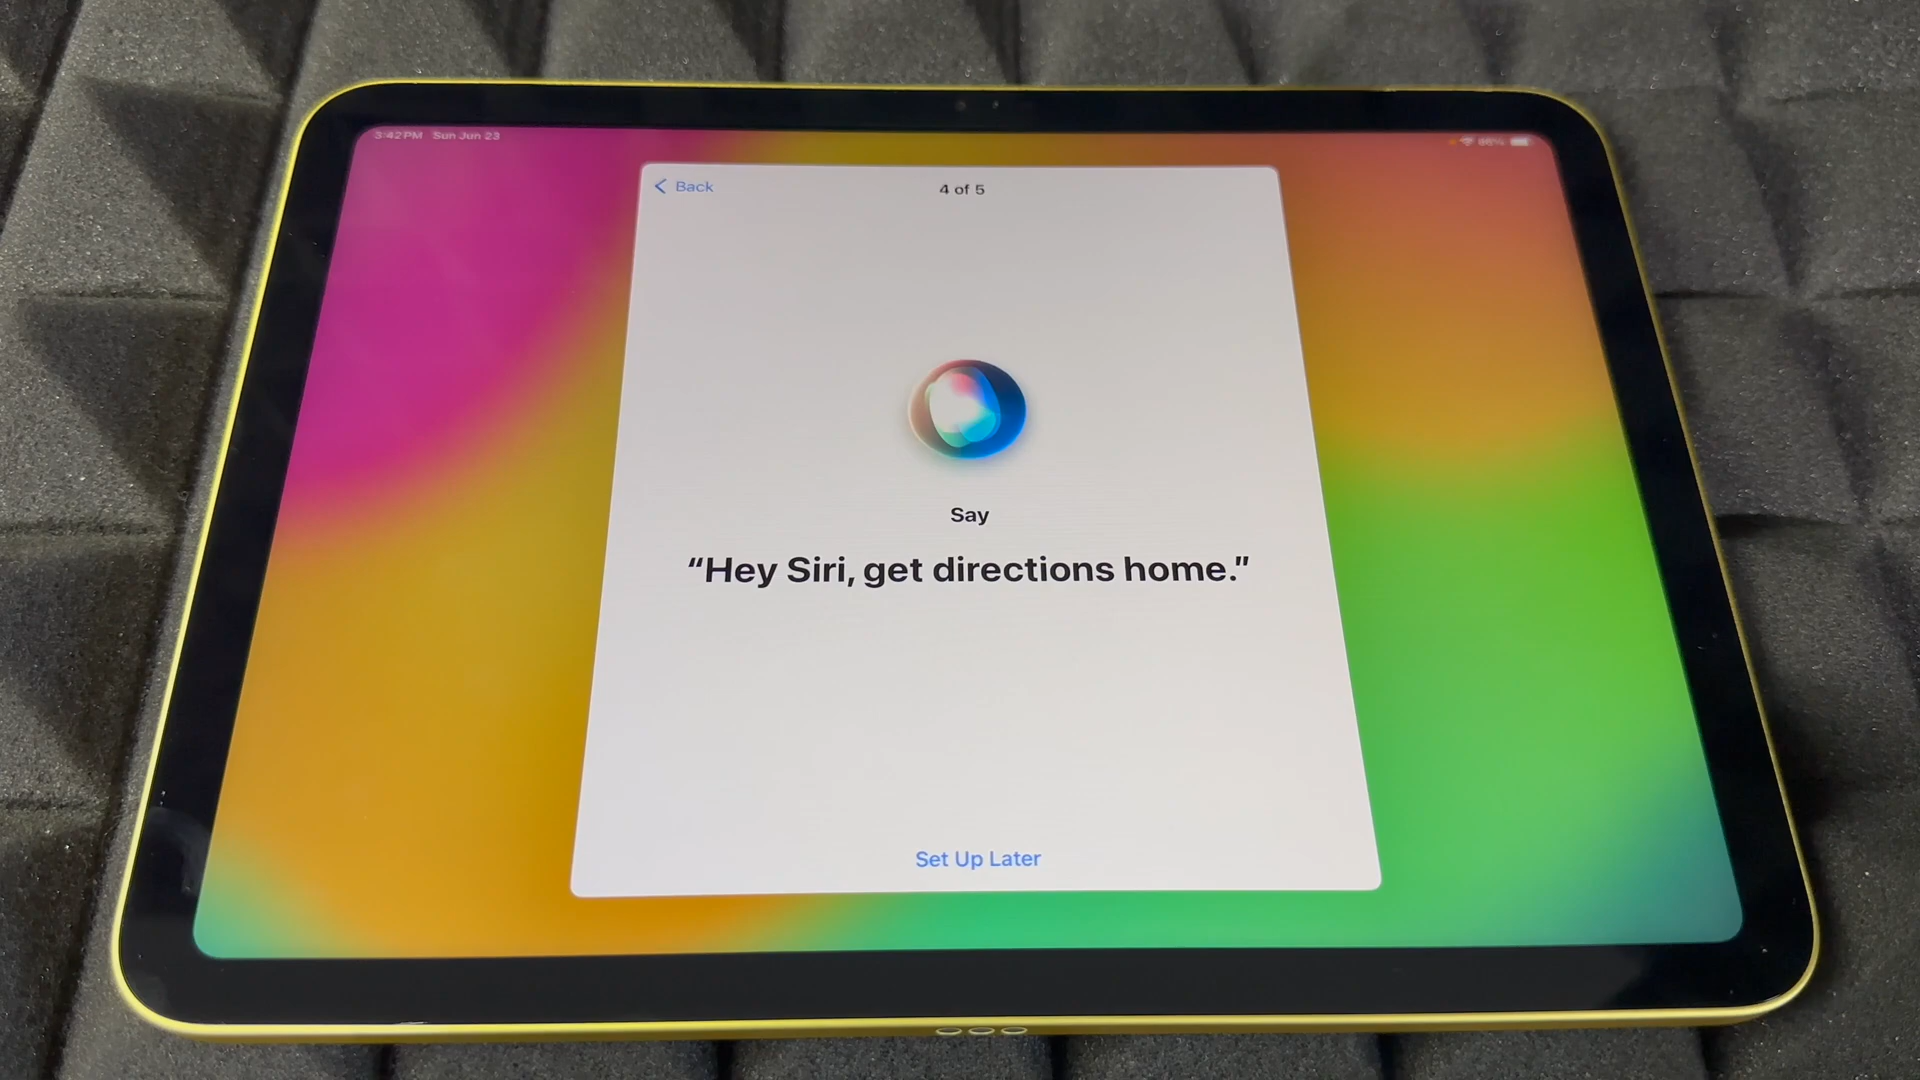 3:42 PM Sun Jun 23
86%
Back
4 of 5
Say
“Hey Siri, get directions home.”
Set Up Later